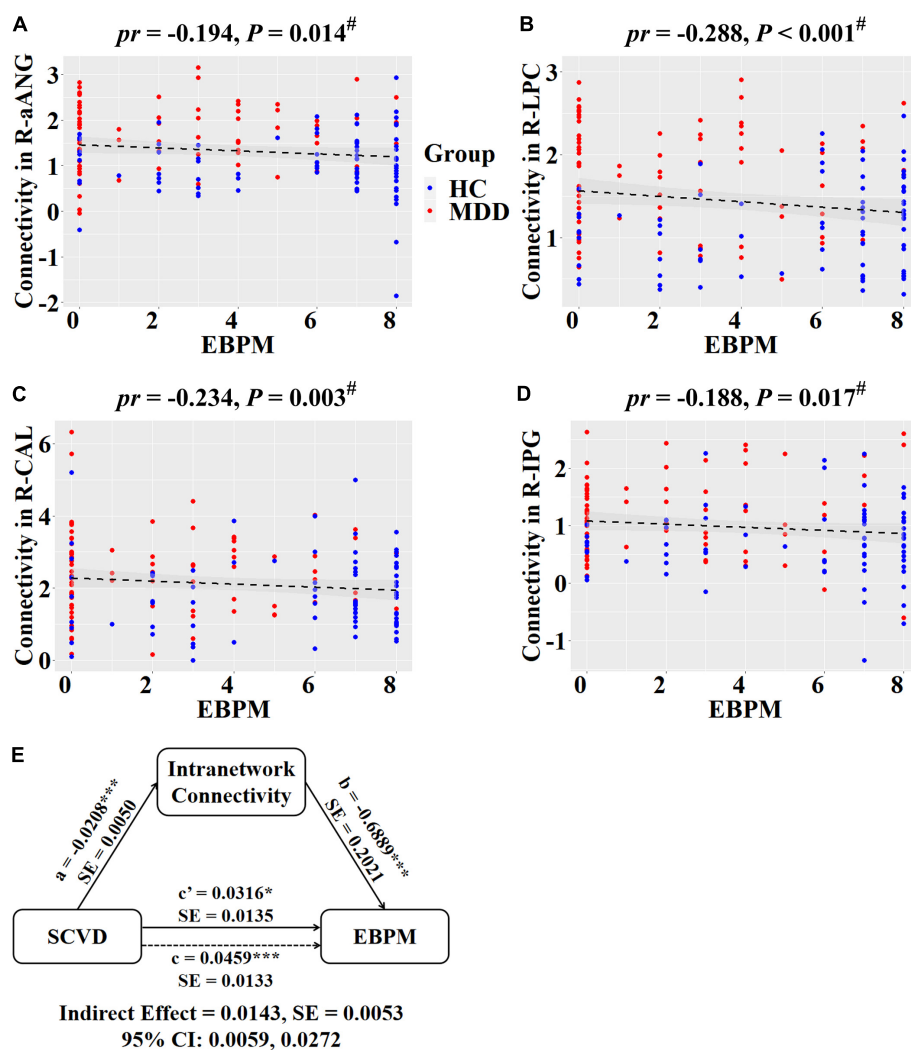 A
pr = -0.194, P = 0.014#
Connectivity in R-aANG
3
2
1
0
-1
-2
0 2 4 6 8
EBPM
Group
HC
MDD
B
pr = -0.288, P < 0.001#
Connectivity in R-LPC
3
2
1
0 2 4 6 8
EBPM
C
pr = -0.234, P = 0.003#
Connectivity in R-CAL
6
4
2
0
0 2 4 6 8
EBPM
D
pr = -0.188, P = 0.017#
Connectivity in R-IPG
2
1
0
-1
0 2 4 6 8
EBPM
E
Intranetwork
Connectivity
a = -0.0208***
SE = 0.0050
b = -0.6889***
SE = 0.2021
c’ = 0.0316*
SE = 0.0135
SCVD
EBPM
c = 0.0459***
SE = 0.0133
Indirect Effect = 0.0143, SE = 0.0053
95% CI: 0.0059, 0.0272